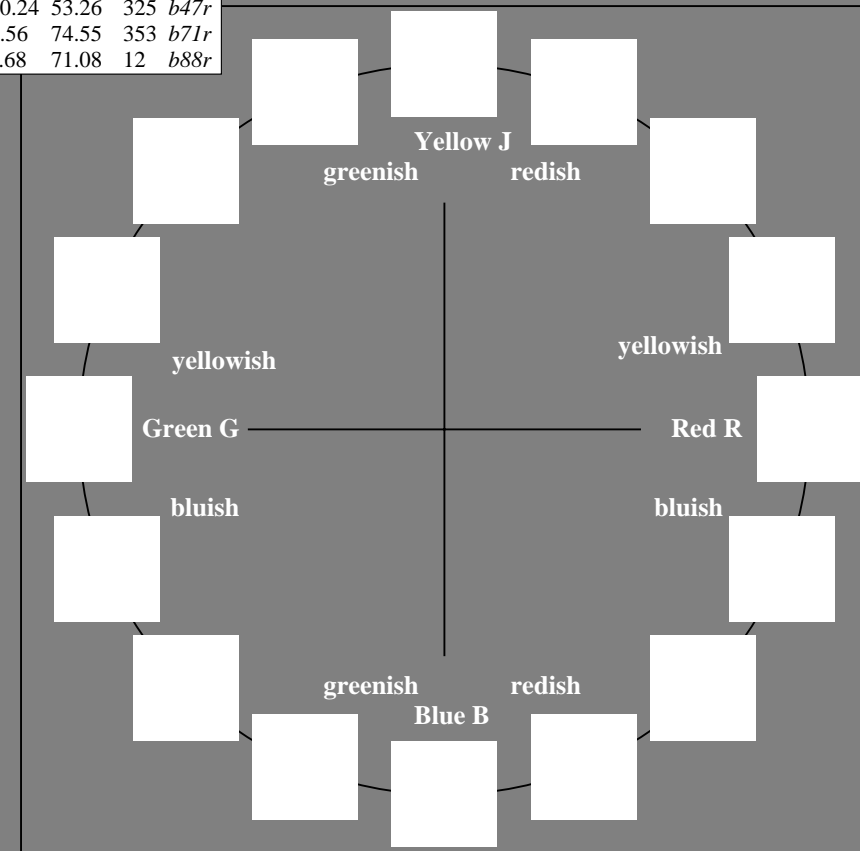 0.24 53.26 325 b47r
.56 74.55 353 b71r
.68 71.08 12 b88r
Yellow J
greenish redish
yellowish yellowish
Green G Red R
bluish bluish
greenish redish
Blue B